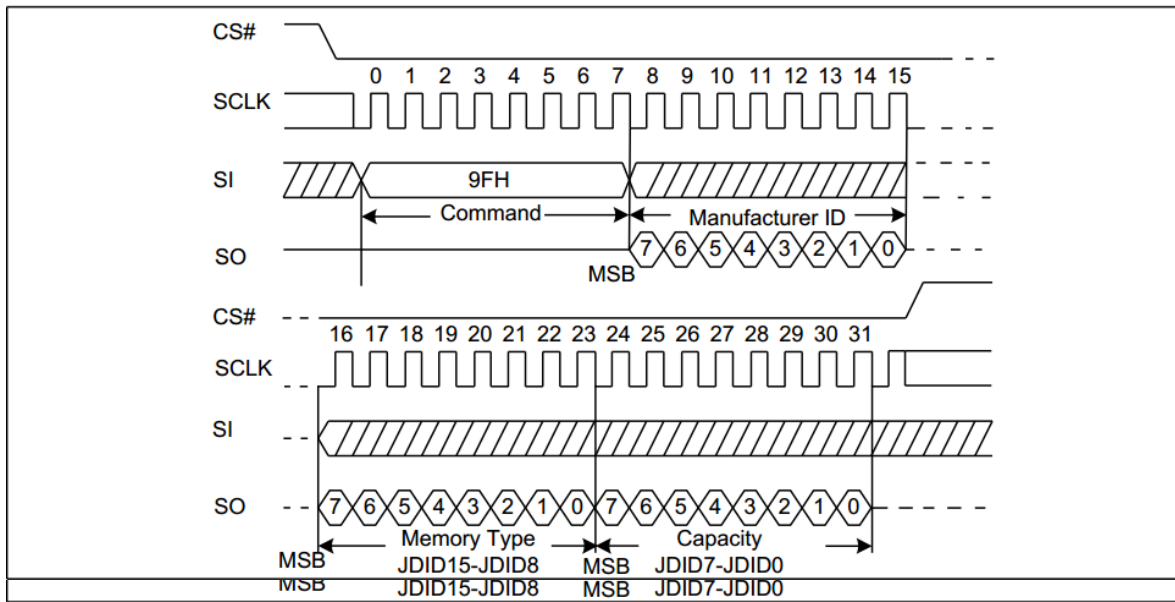 CS#
0 1 2 3 4 5 6 7 8 9 10 11 12 13 14 15
SCLK
SI 9FH
Command Manufacturer ID
SO 7 6 5 4 3 2 1 0
MSB
CS#
16 17 18 19 20 21 22 23 24 25 26 27 28 29 30 31
SCLK
SI
SO 7 6 5 4 3 2 1 0 7 6 5 4 3 2 1 0
Memory Type Capacity
MSB JDID15-JDID8 MSB JDID7-JDID0
MSB JDID15-JDID8 MSB JDID7-JDID0